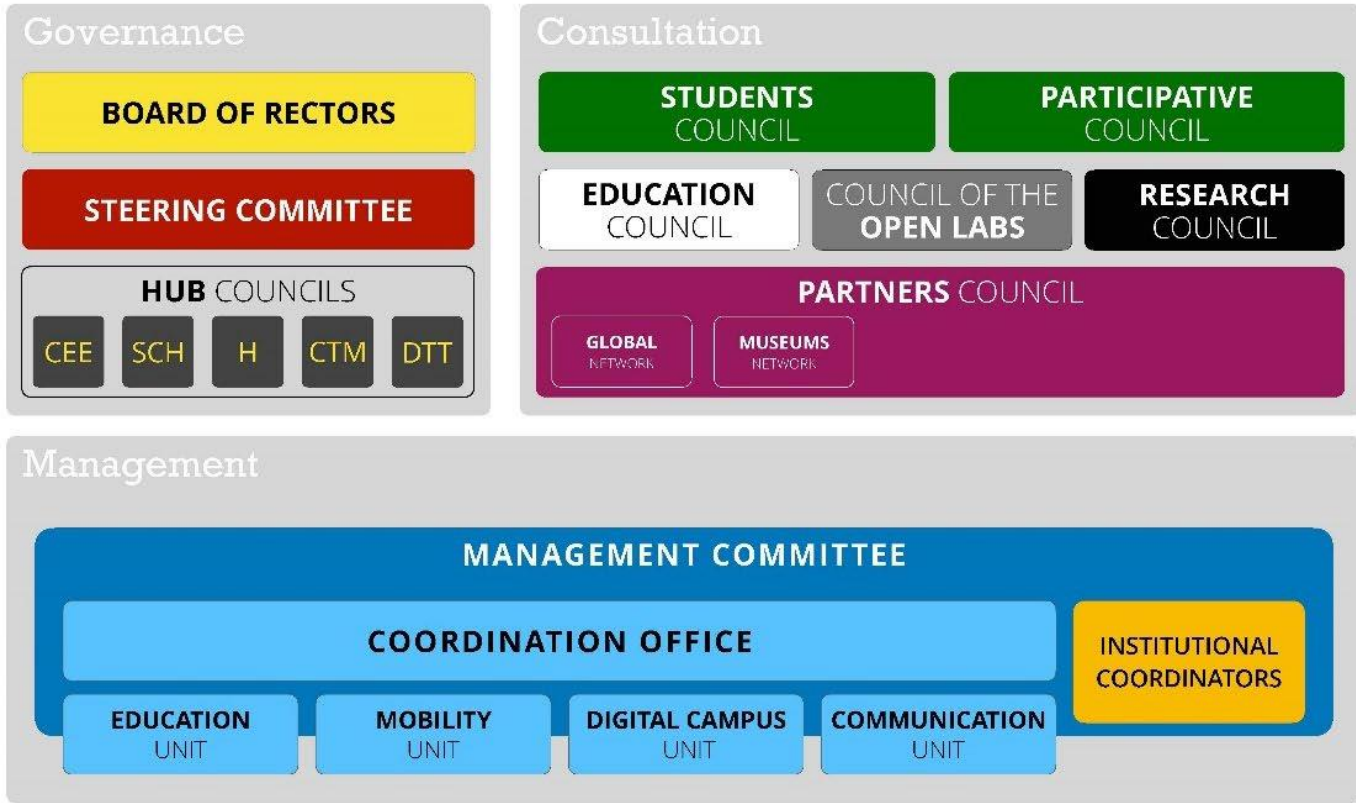 Governance
BOARD OF RECTORS
STEERING COMMITTEE
HUB COUNCILS
CEE
SCH
H
CTM
DTT
Consultation
STUDENTS
COUNCIL
PARTICIPATIVE
COUNCIL
EDUCATION
COUNCIL
COUNCIL OF THE
OPEN LABS
RESEARCH
COUNCIL
PARTNERS COUNCIL
GLOBAL
NETWORK
MUSEUMS
NETWORK
Management
MANAGEMENT COMMITTEE
COORDINATION OFFICE
INSTITUTIONAL
COORDINATORS
EDUCATION
UNIT
MOBILITY
UNIT
DIGITAL CAMPUS
UNIT
COMMUNICATION
UNIT